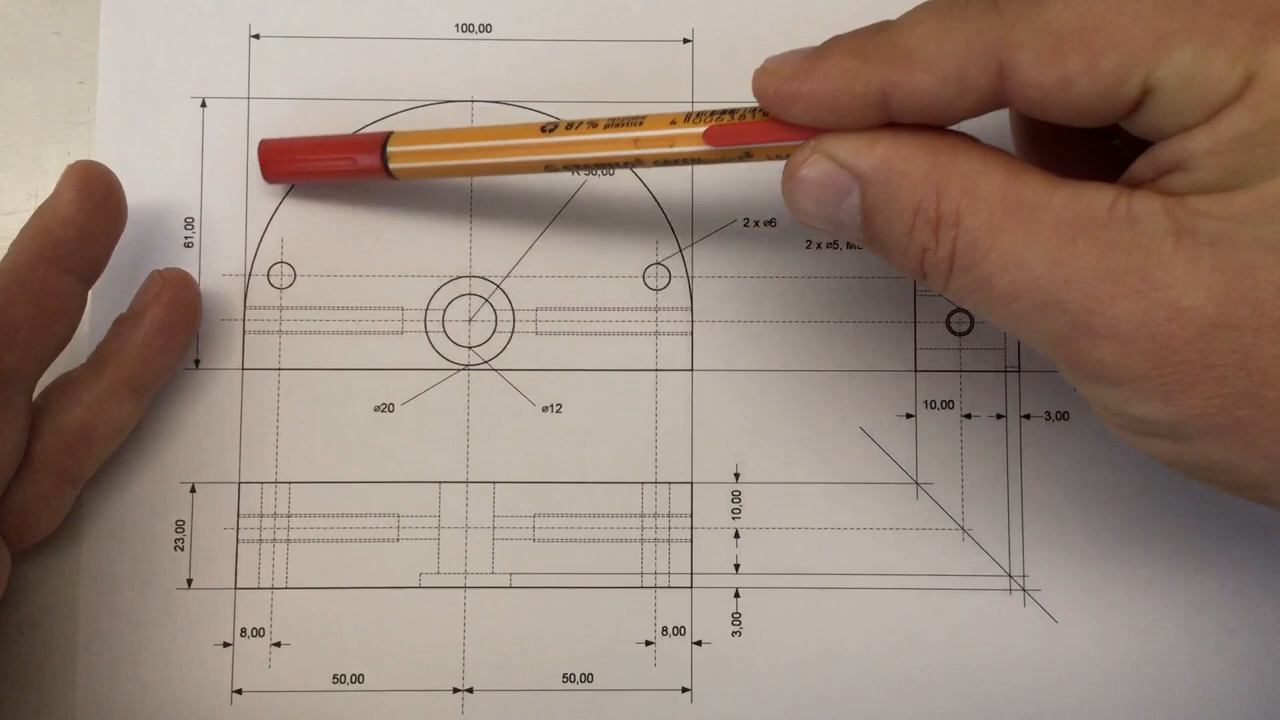 100,00
87% plastics
R 50,00
61,00
2 x ø6
2 x ø5,
ø20
ø12
10,00
3,00
23,00
10,00
8,00
8,00
3,00
50,00
50,00